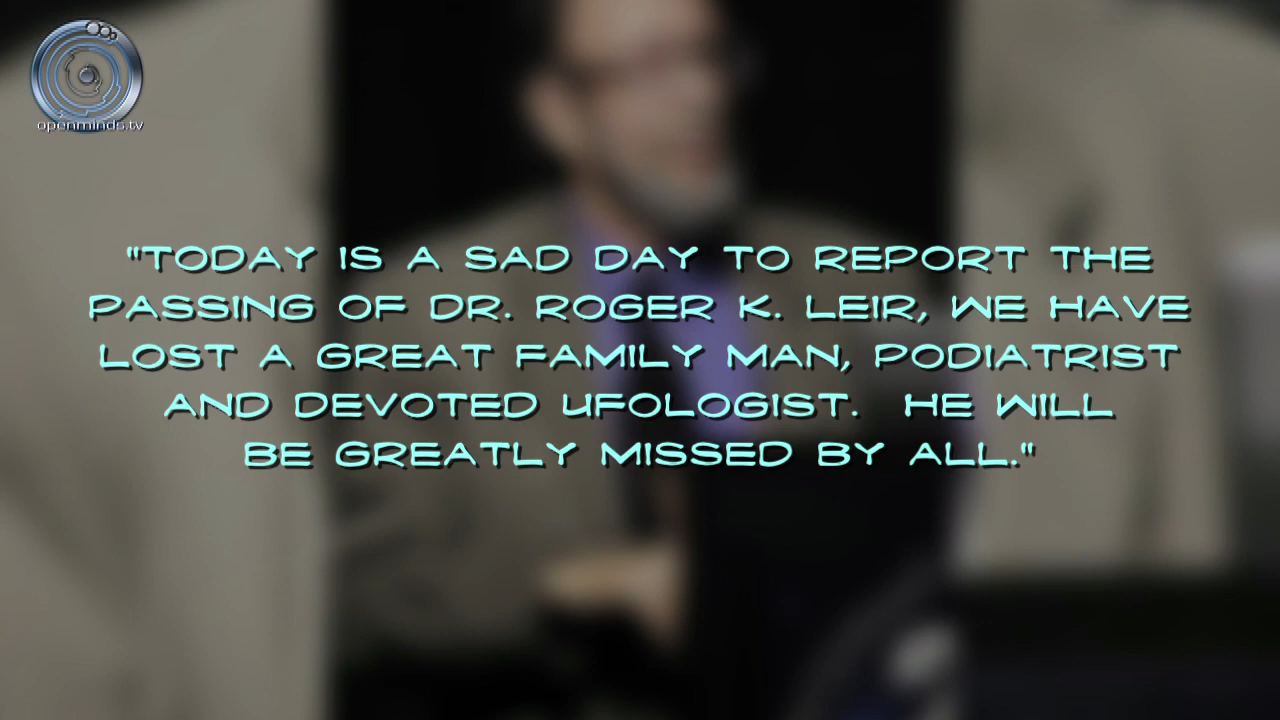 openminds.tv
"TODAY IS A SAD DAY TO REPORT THE
PASSING OF DR. ROGER K. LEIR, WE HAVE
LOST A GREAT FAMILY MAN, PODIATRIST
AND DEVOTED UFOLOGIST.  HE WILL
BE GREATLY MISSED BY ALL."